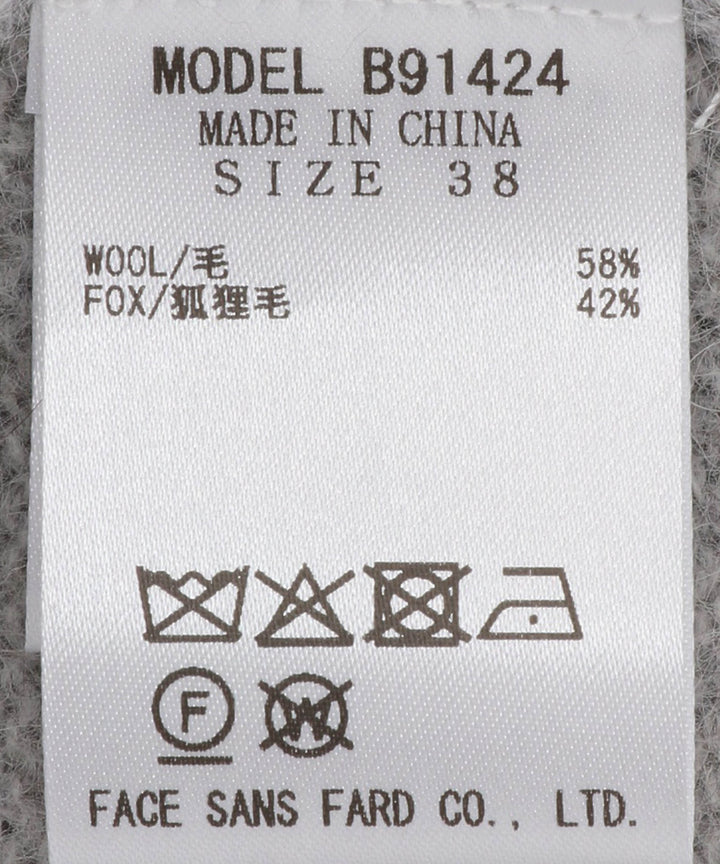 MODEL B91424
MADE IN CHINA
SIZE 38
WOOL/毛 58%
FOX/狐狸毛 42%
F W
FACE SANS FARD CO., LTD.